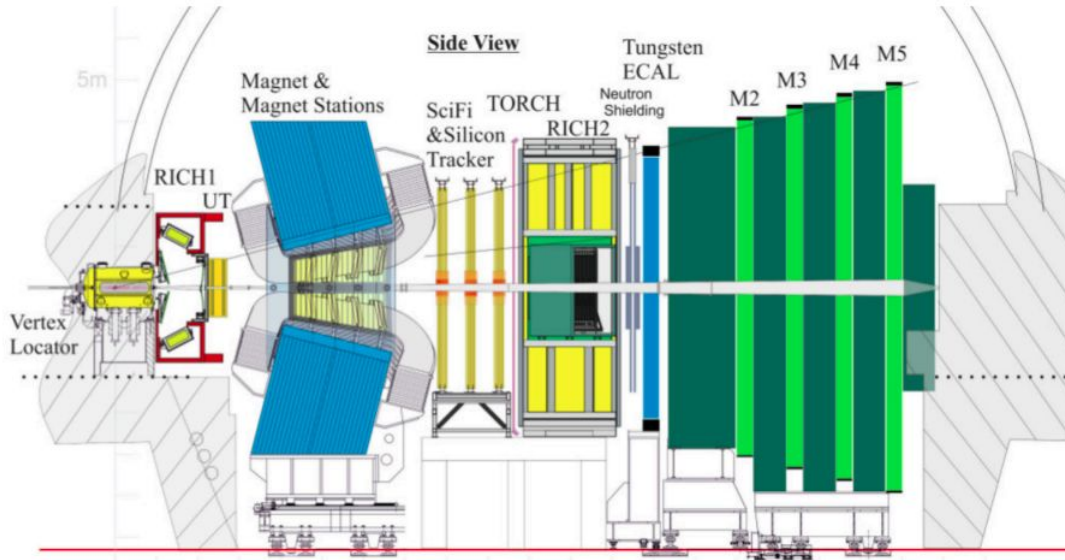 Side View
5m
Magnet &
Magnet Stations
SciFi
&Silicon
Tracker
TORCH
RICH2
Tungsten
ECAL
Neutron
Shielding
M2
M3
M4
M5
RICH1
UT
Vertex
Locator